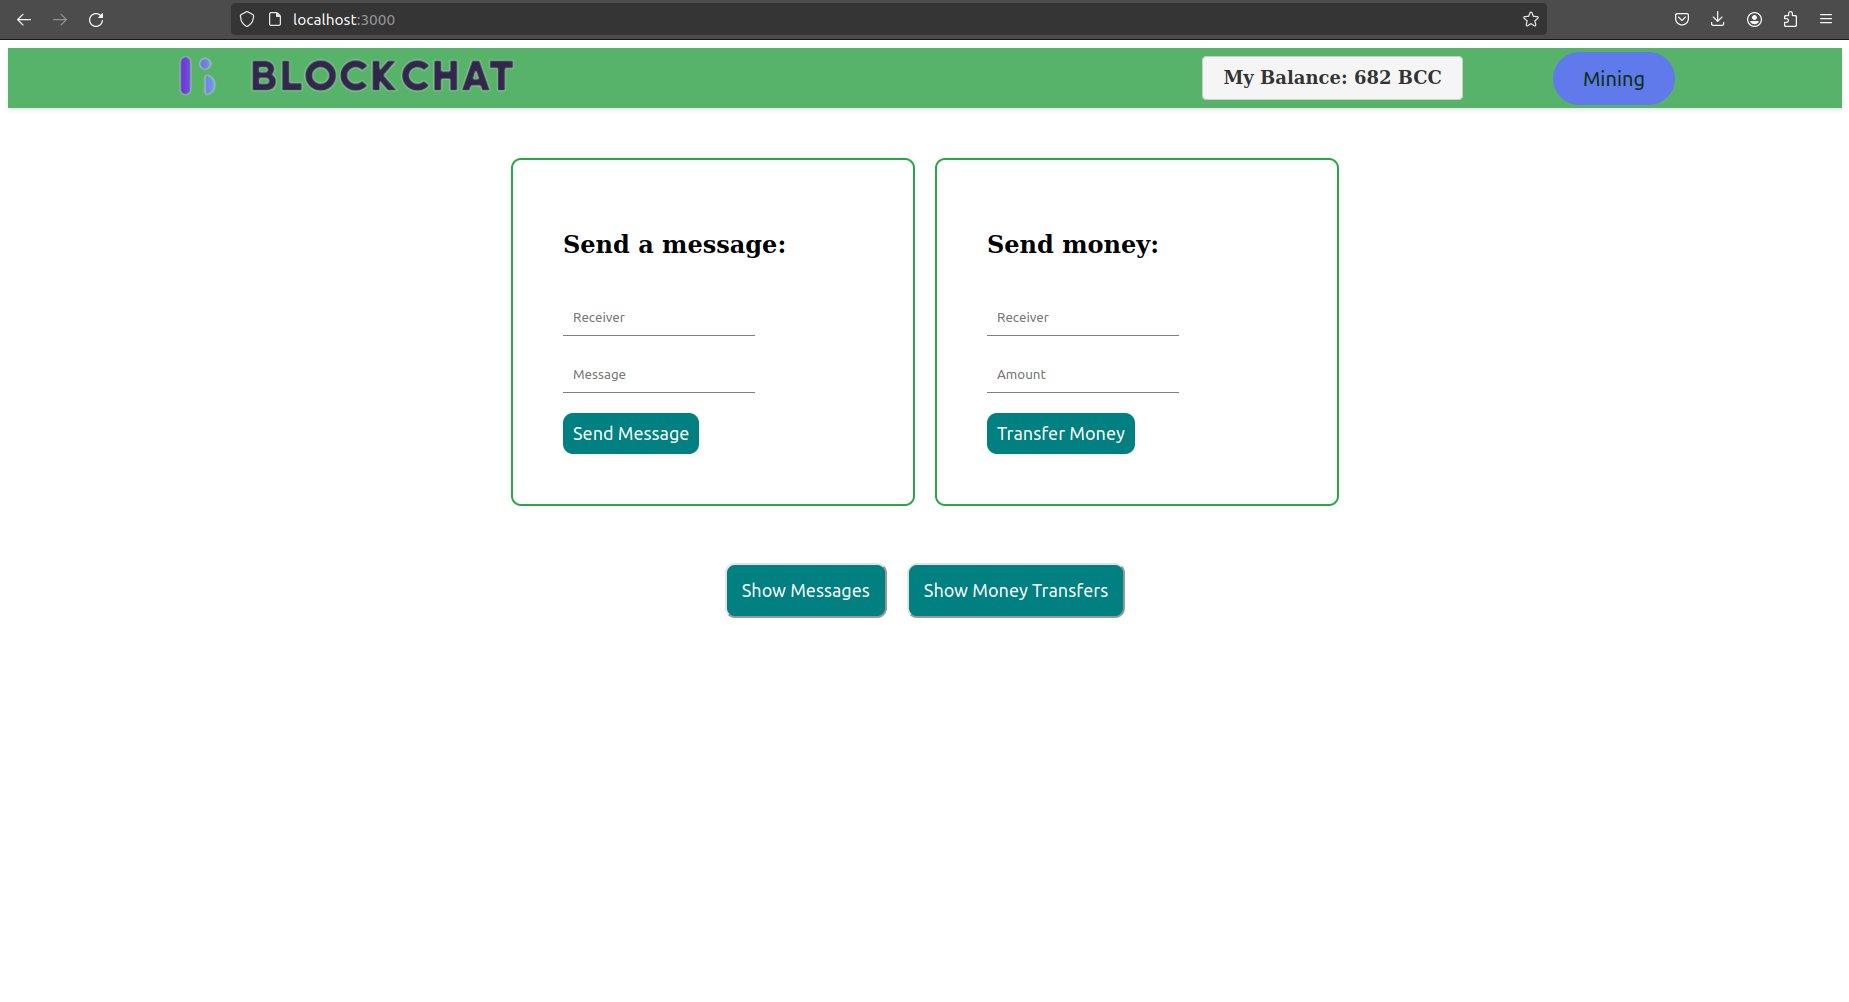 localhost:3000
BLOCKCHAT
My Balance: 682 BCC
Mining
Send a message:
Receiver
Message
Send Message
Send money:
Receiver
Amount
Transfer Money
Show Messages
Show Money Transfers